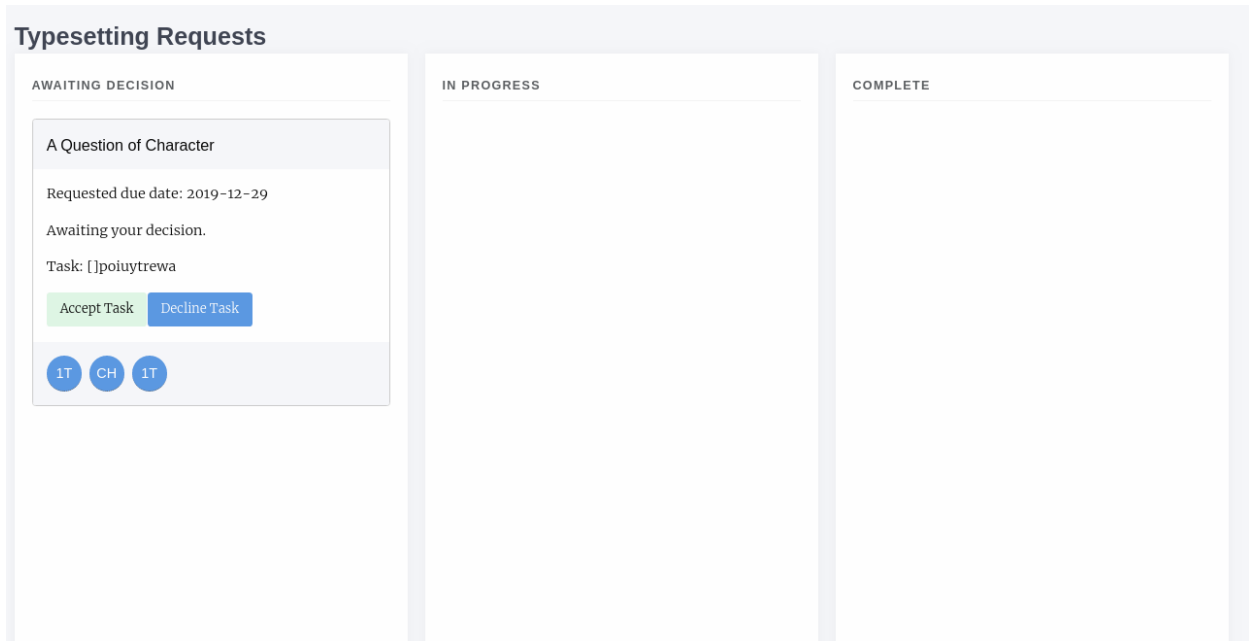 Typesetting Requests
AWAITING DECISION
A Question of Character
Requested due date: 2019-12-29
Awaiting your decision.
Task: []poiuytrewa
Accept Task Decline Task
1T CH 1T
IN PROGRESS
COMPLETE